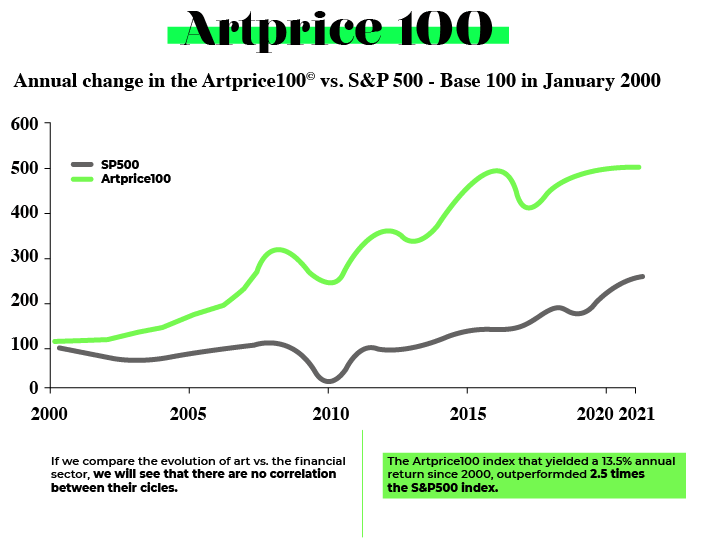 Artprice 100
Annual change in the Artprice100© vs. S&P 500 - Base 100 in January 2000
600
500
400
300
200
100
0
SP500
Artprice100
2000 2005 2010 2015 2020 2021
If we compare the evolution of art vs. the financial
sector, we will see that there are no correlation
between their cicles.
The Artprice100 index that yielded a 13.5% annual
return since 2000, outperformded 2.5 times
the S&P500 index.